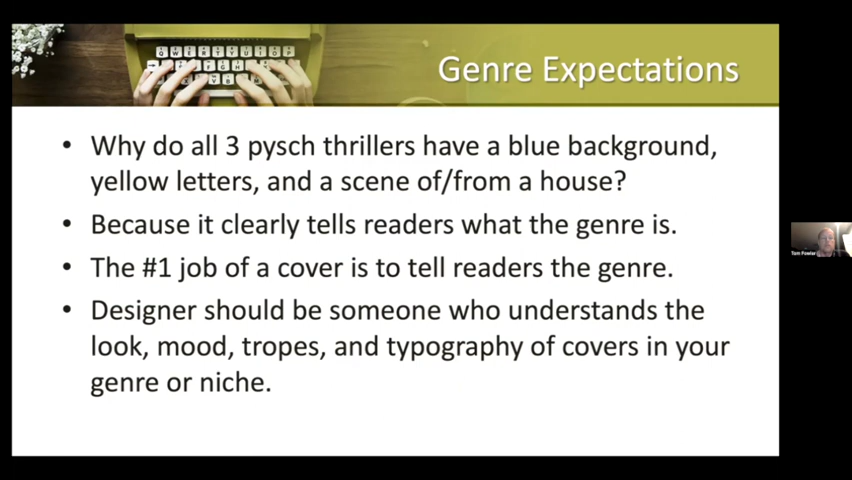 Genre Expectations
• Why do all 3 pysch thrillers have a blue background,
yellow letters, and a scene of/from a house?
• Because it clearly tells readers what the genre is.
• The #1 job of a cover is to tell readers the genre.
• Designer should be someone who understands the
look, mood, tropes, and typography of covers in your
genre or niche.
Tom Fowler